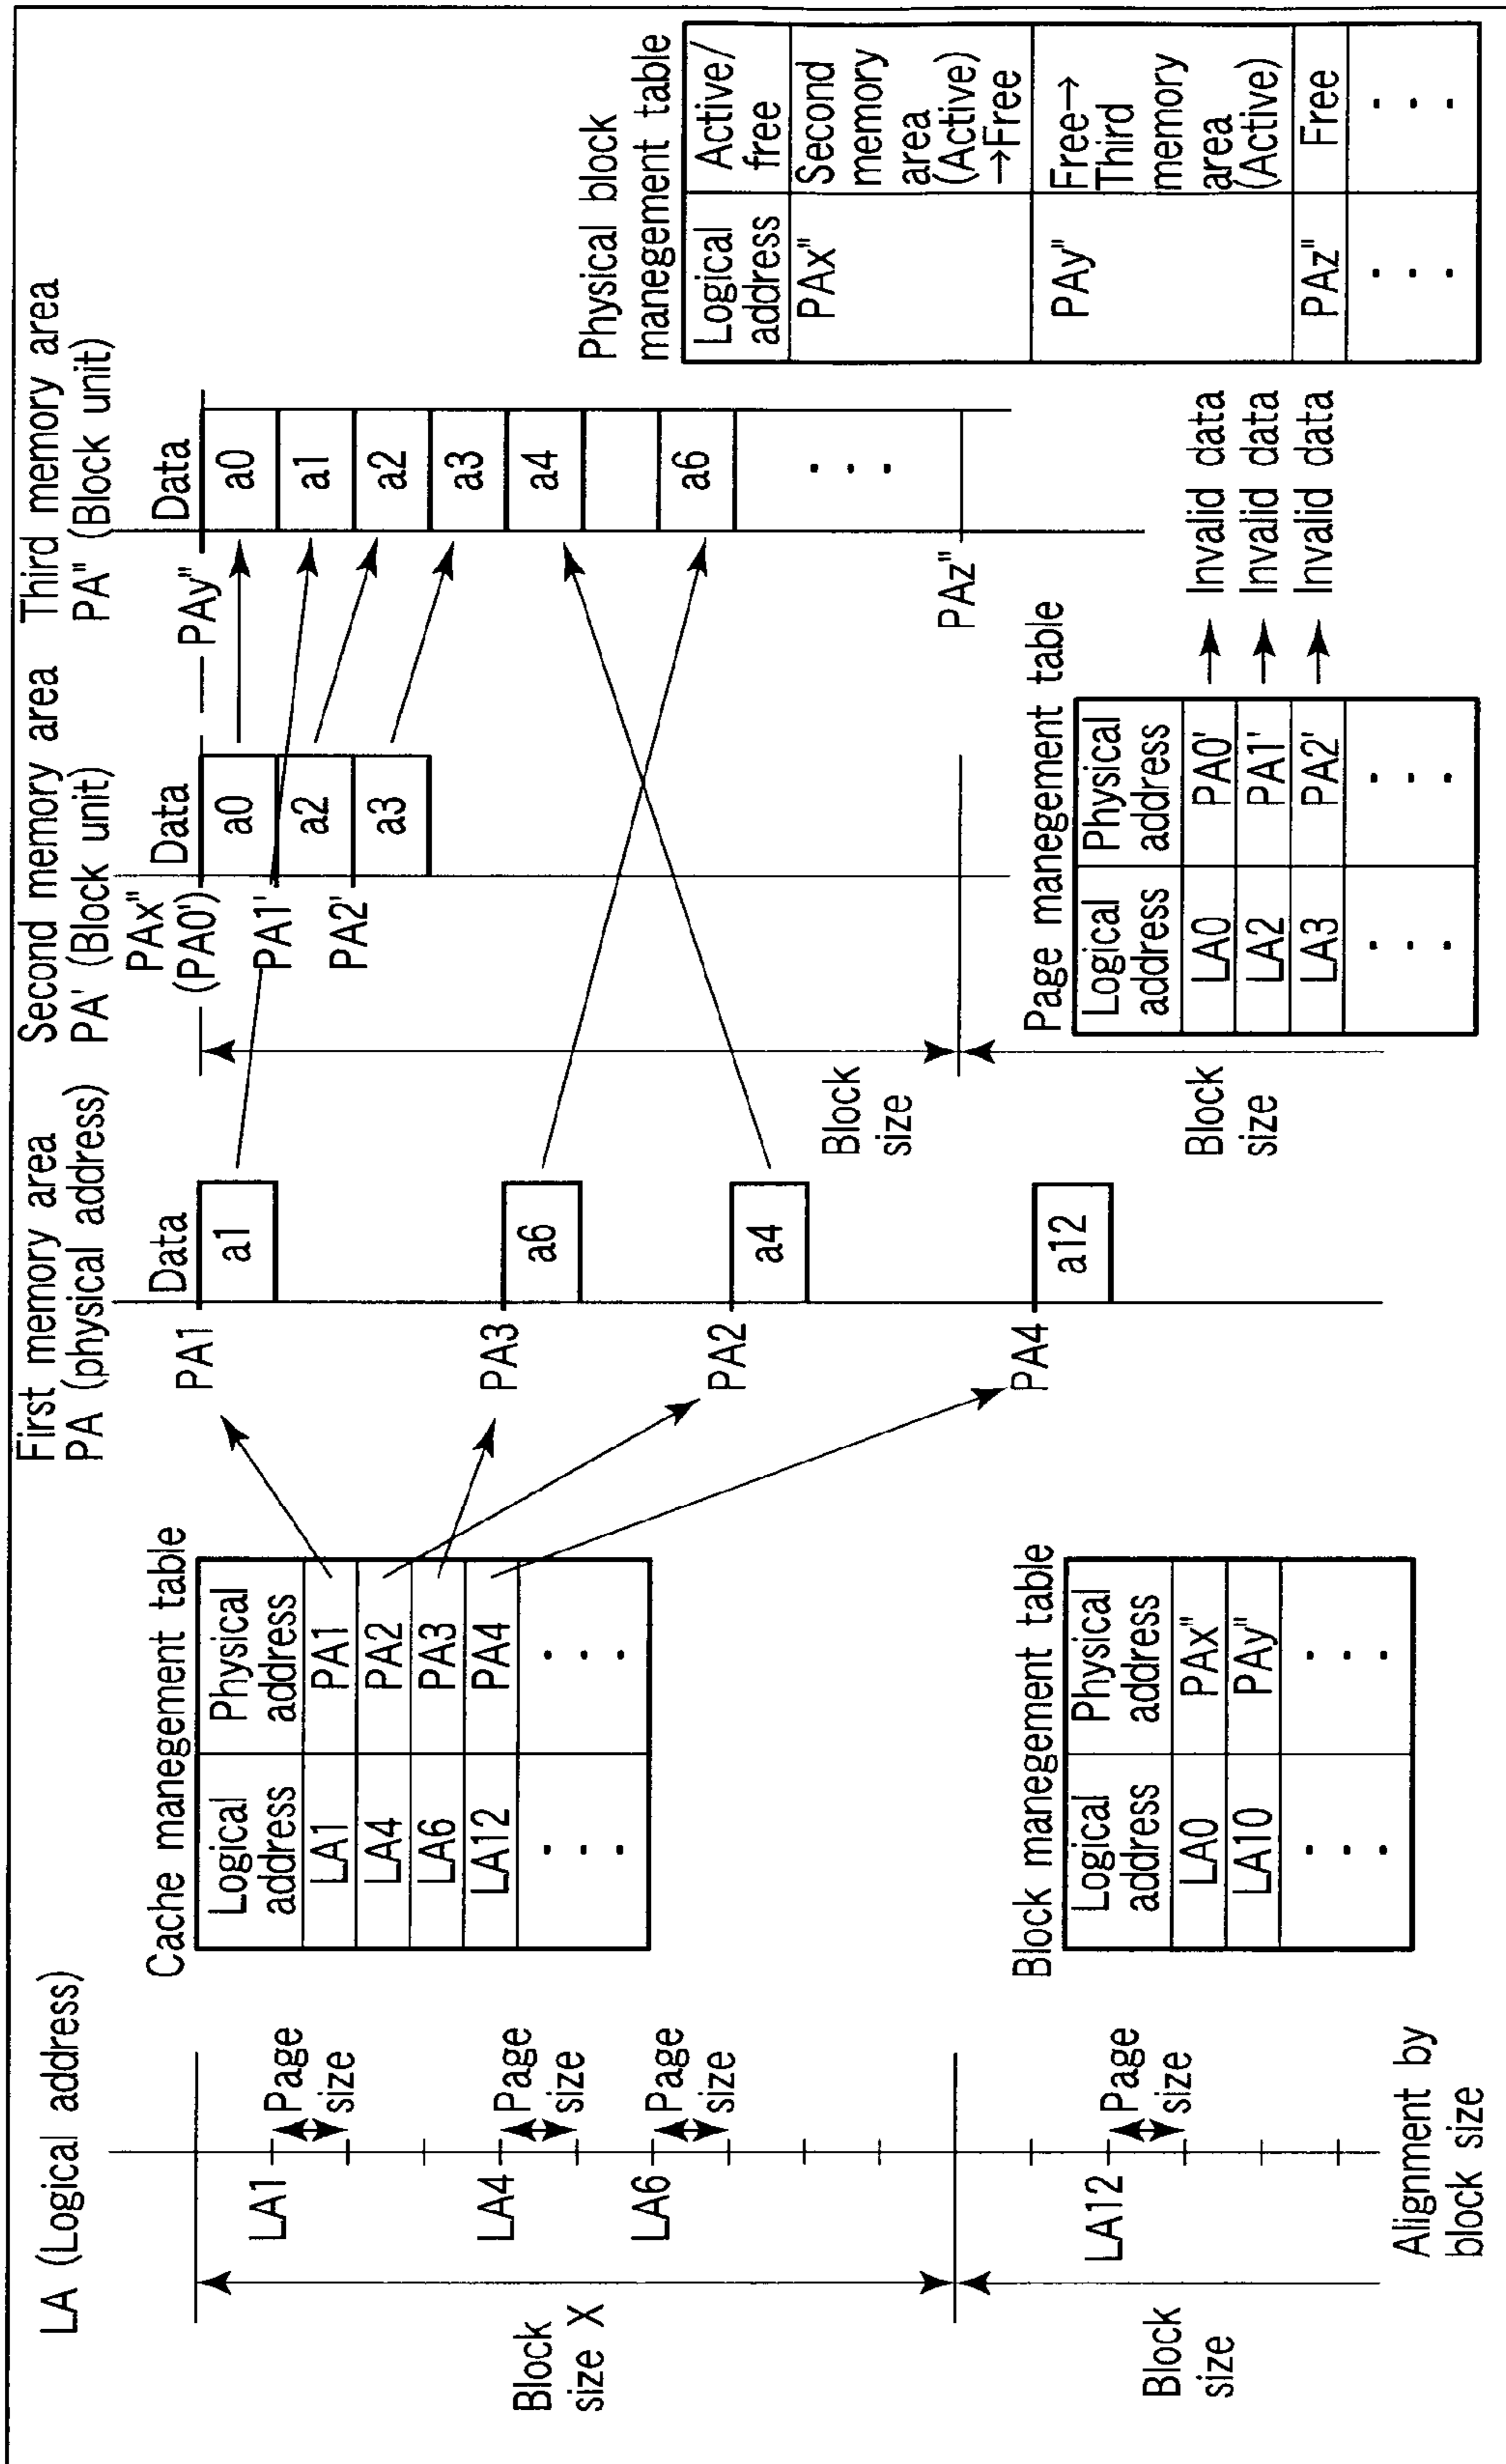 LA (Logical address)
Block
size X
Block
size
LA1
LA4
LA6
LA12
Page
size
Page
size
Page
size
Page
size
Alignment by
block size
Cache manegement table
Logical
address
Physical
address
LA1
PA1
LA4
PA2
LA6
PA3
LA12
PA4
Block manegement table
Logical
address
Physical
address
LA0
PAx"
LA10
PAy"
First memory area
PA (physical address)
Data
PA1
a1
PA3
a6
PA2
a4
PA4
a12
Second memory area
PA' (Block unit)
PAx"
(PA0')
Data
PA1'
PA2'
a0
a2
a3
Block
size
Block
size
Page manegement table
Logical
address
Physical
address
LA0
PA0'
Invalid data
LA2
PA1'
Invalid data
LA3
PA2'
Invalid data
Third memory area
PA" (Block unit)
PAy"
Data
a0
a1
a2
a3
a4
a6
PAz"
Physical block
manegement table
Logical
address
Active/
free
PAx"
Second
memory
area
(Active)
→Free
PAy"
Free→
Third
memory
area
(Active)
PAz"
Free